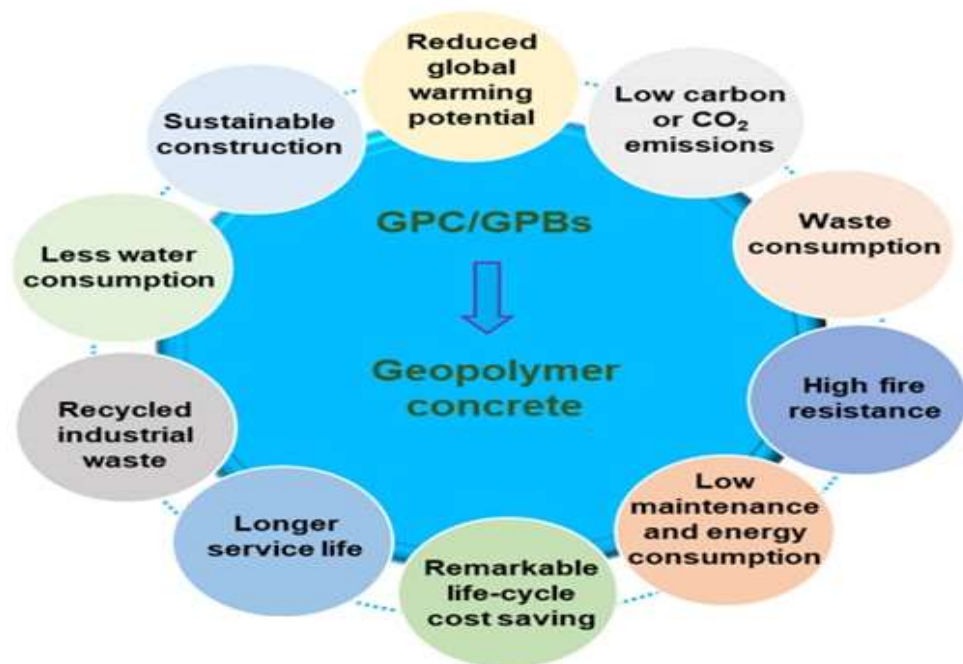 Reduced
global
warming
potential
Low carbon
or CO₂
emissions
Waste
consumption
High fire
resistance
Low
maintenance
and energy
consumption
Remarkable
life-cycle
cost saving
Longer
service life
Recycled
industrial
waste
Less water
consumption
Sustainable
construction
GPC/GPBs
Geopolymer
concrete